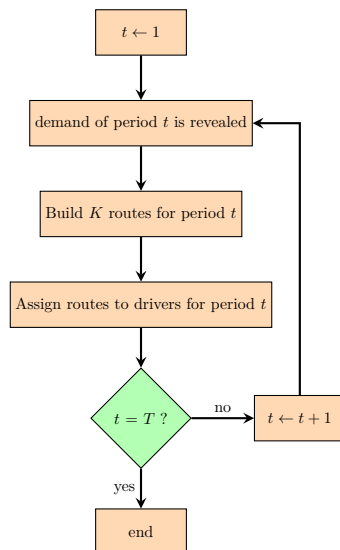 t ← 1
demand of period t is revealed
Build K routes for period t
Assign routes to drivers for period t
t = T ?
no
t ← t + 1
yes
end